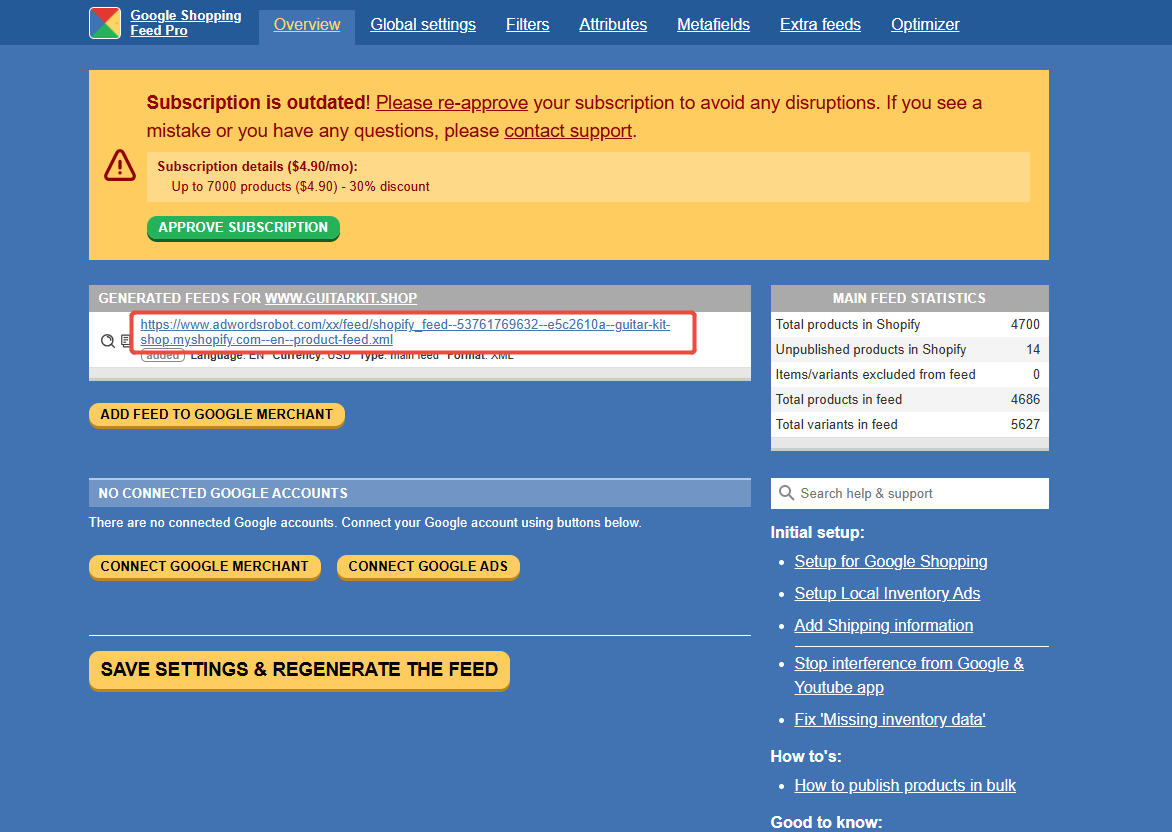 Google Shopping
Feed Pro
Overview
Global settings
Filters
Attributes
Metafields
Extra feeds
Optimizer
Subscription is outdated! Please re-approve your subscription to avoid any disruptions. If you see a
mistake or you have any questions, please contact support.
Subscription details ($4.90/mo):
Up to 7000 products ($4.90) - 30% discount
APPROVE SUBSCRIPTION
GENERATED FEEDS FOR WWW.GUITARKIT.SHOP
https://www.adwordsrobot.com/xx/feed/shopify_feed--53761769632--e5c2610a--guitar-kit-
shop.myshopify.com--en--product-feed.xml
added Language: EN Currency: USD Type: main feed Format: XML
ADD FEED TO GOOGLE MERCHANT
NO CONNECTED GOOGLE ACCOUNTS
There are no connected Google accounts. Connect your Google account using buttons below.
CONNECT GOOGLE MERCHANT
CONNECT GOOGLE ADS
SAVE SETTINGS & REGENERATE THE FEED
MAIN FEED STATISTICS
Total products in Shopify 4700
Unpublished products in Shopify 14
Items/variants excluded from feed 0
Total products in feed 4686
Total variants in feed 5627
Search help & support
Initial setup:
• Setup for Google Shopping
• Setup Local Inventory Ads
• Add Shipping information
• Stop interference from Google &
Youtube app
• Fix 'Missing inventory data'
How to's:
• How to publish products in bulk
Good to know: